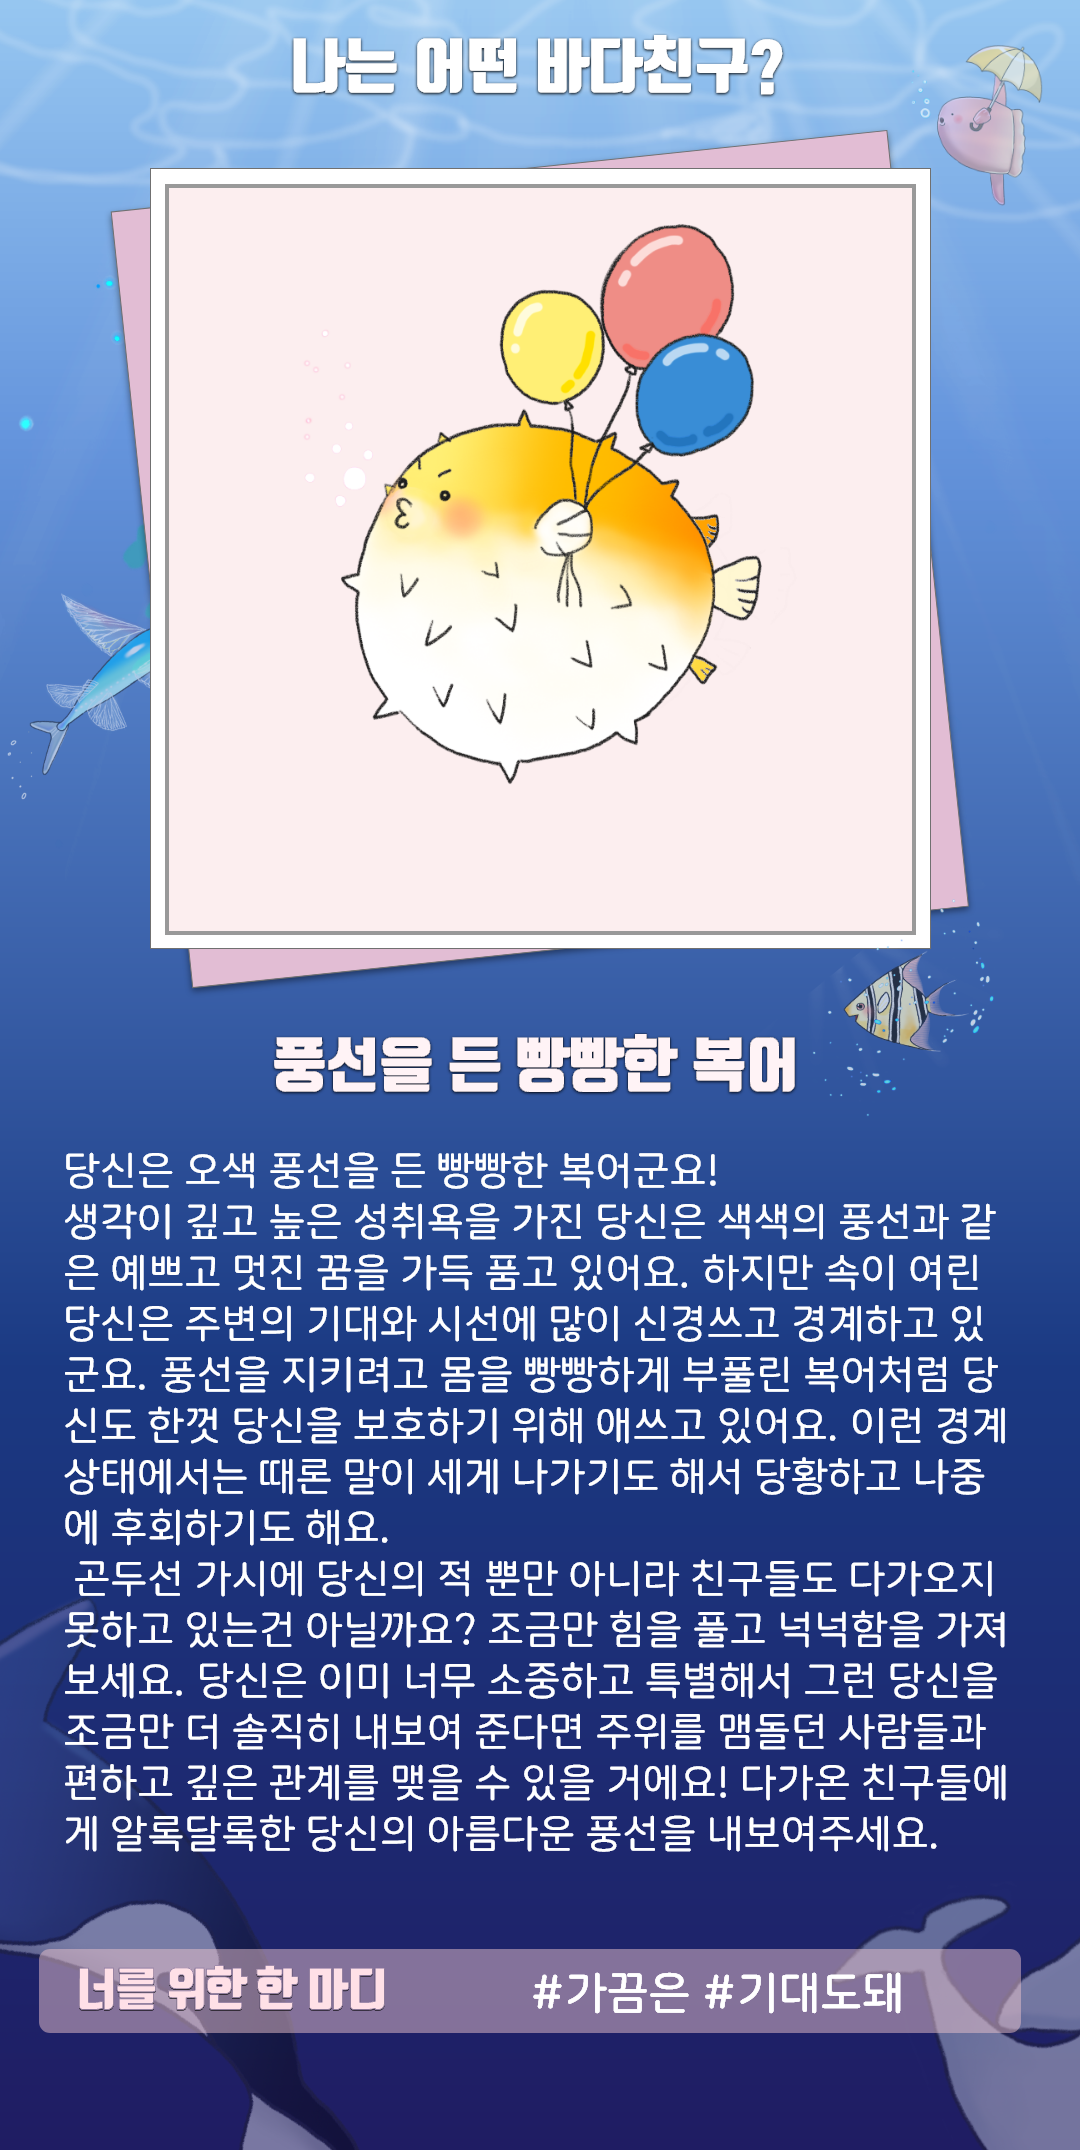 나는 어떤 바다친구?
풍선을 든 빵빵한 복어
당신은 오색 풍선을 든 빵빵한 복어군요!
생각이 깊고 높은 성취욕을 가진 당신은 색색의 풍선과 같
은 예쁘고 멋진 꿈을 가득 품고 있어요. 하지만 속이 여린
당신은 주변의 기대와 시선에 많이 신경쓰고 경계하고 있
군요. 풍선을 지키려고 몸을 빵빵하게 부풀린 복어처럼 당
신도 한껏 당신을 보호하기 위해 애쓰고 있어요. 이런 경계
상태에서는 때론 말이 세게 나가기도 해서 당황하고 나중
에 후회하기도 해요.
곤두선 가시에 당신의 적 뿐만 아니라 친구들도 다가오지
못하고 있는건 아닐까요? 조금만 힘을 풀고 넉넉함을 가져
보세요. 당신은 이미 너무 소중하고 특별해서 그런 당신을
조금만 더 솔직히 내보여 준다면 주위를 맴돌던 사람들과
편하고 깊은 관계를 맺을 수 있을 거에요! 다가온 친구들에
게 알록달록한 당신의 아름다운 풍선을 내보여주세요.
너를 위한 한 마디 #가끔은 #기대도돼